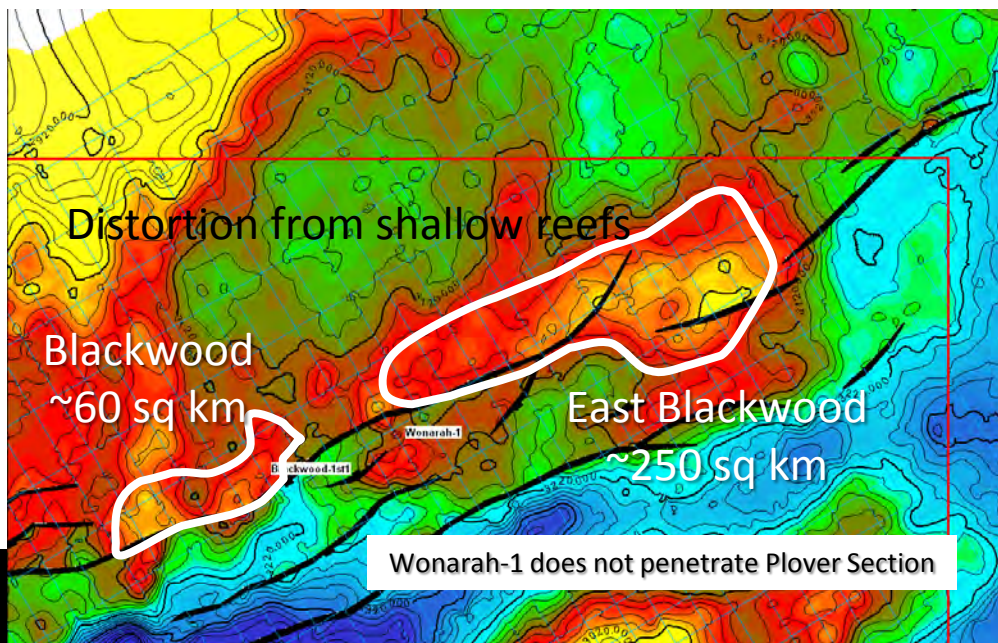 Distortion from shallow reefs
Blackwood
~60 sq km
East Blackwood
~250 sq km
Wonarah-1
Blackwood-1st1
Wonarah-1 does not penetrate Plover Section